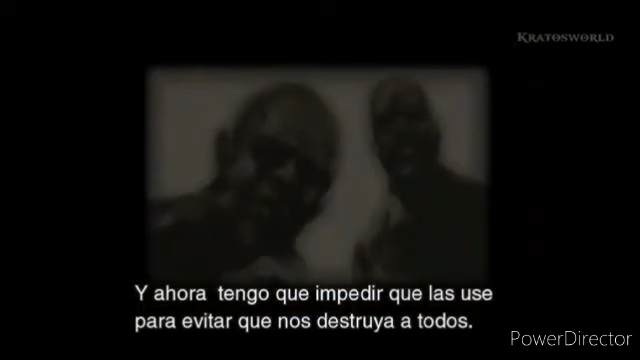 KRATOSWORLD
Y ahora  tengo que impedir que las use
para evitar que nos destruya a todos.
PowerDirector